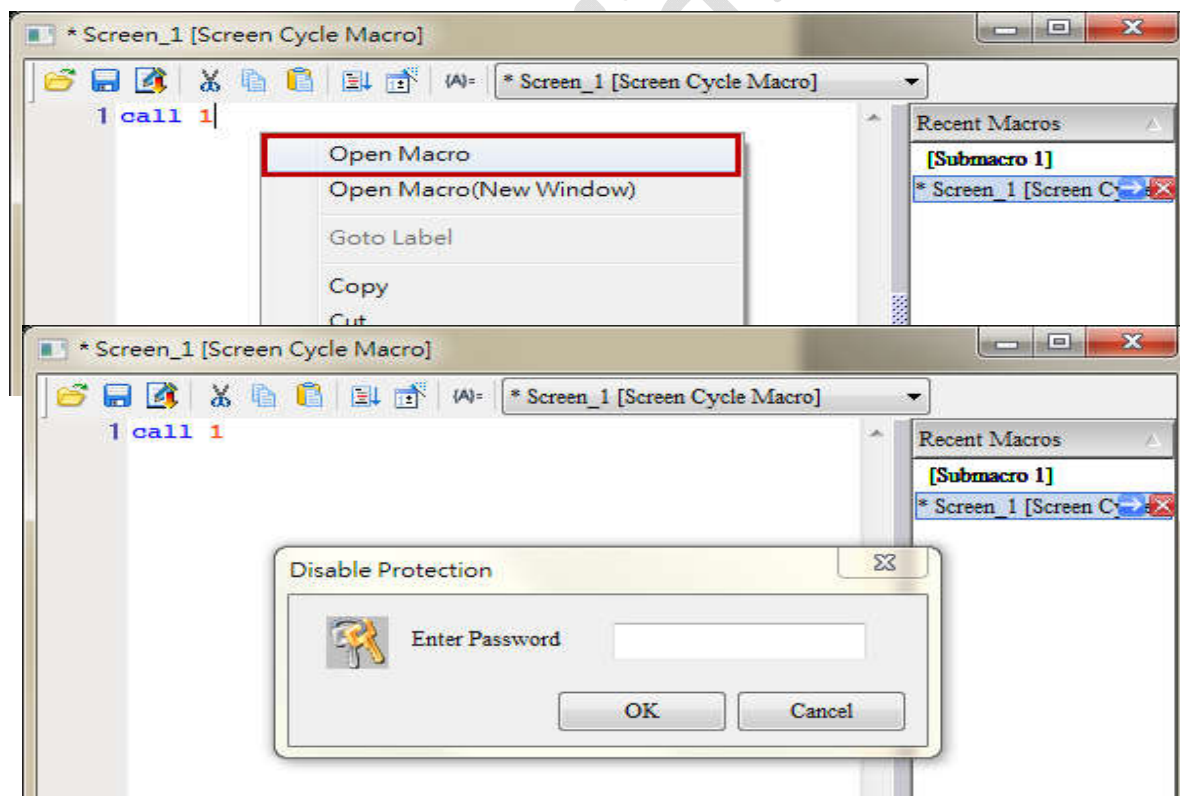 * Screen_1 [Screen Cycle Macro]
(A)= * Screen_1 [Screen Cycle Macro]
1 call 1
Recent Macros
[Submacro 1]
* Screen_1 [Screen Cy
Open Macro
Open Macro(New Window)
Goto Label
Copy
Cut
* Screen_1 [Screen Cycle Macro]
(A)= * Screen_1 [Screen Cycle Macro]
1 call 1
Recent Macros
[Submacro 1]
* Screen_1 [Screen Cy
Disable Protection
Enter Password
OK Cancel